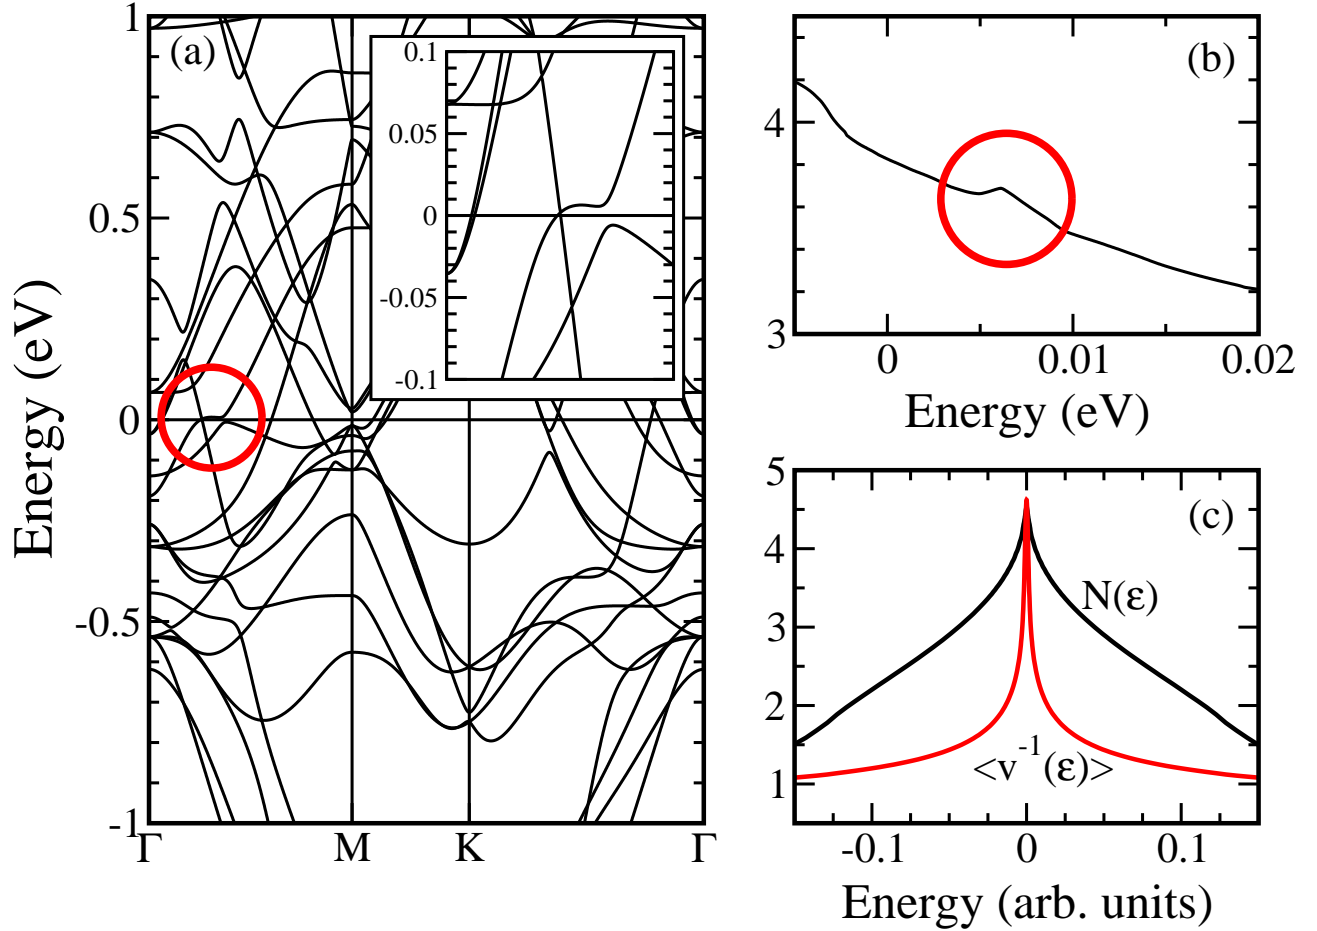 (a)
1
0.5
0
-0.5
-1
Energy (eV)
Γ M K Γ
0.1
0.05
0
-0.05
-0.1
(b)
4
3
0 0.01 0.02
Energy (eV)
(c)
5
4
3
2
1
N(ε)
<v⁻¹(ε)>
-0.1 0 0.1
Energy (arb. units)